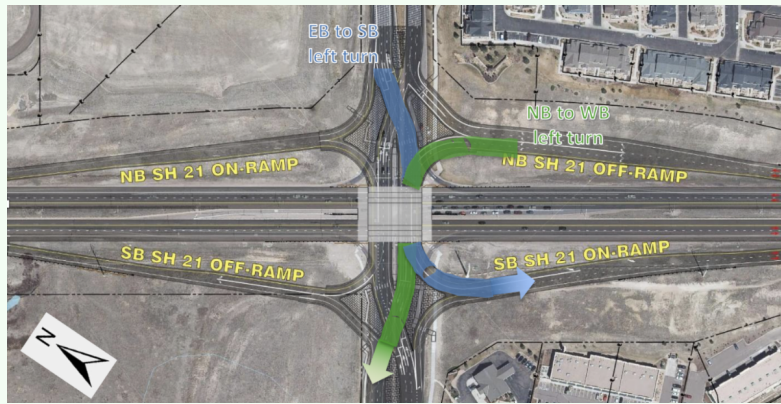 EB to SB
left turn
NB to WB
left turn
NB SH 21 ON-RAMP
NB SH 21 OFF-RAMP
SB SH 21 OFF-RAMP
SB SH 21 ON-RAMP
N